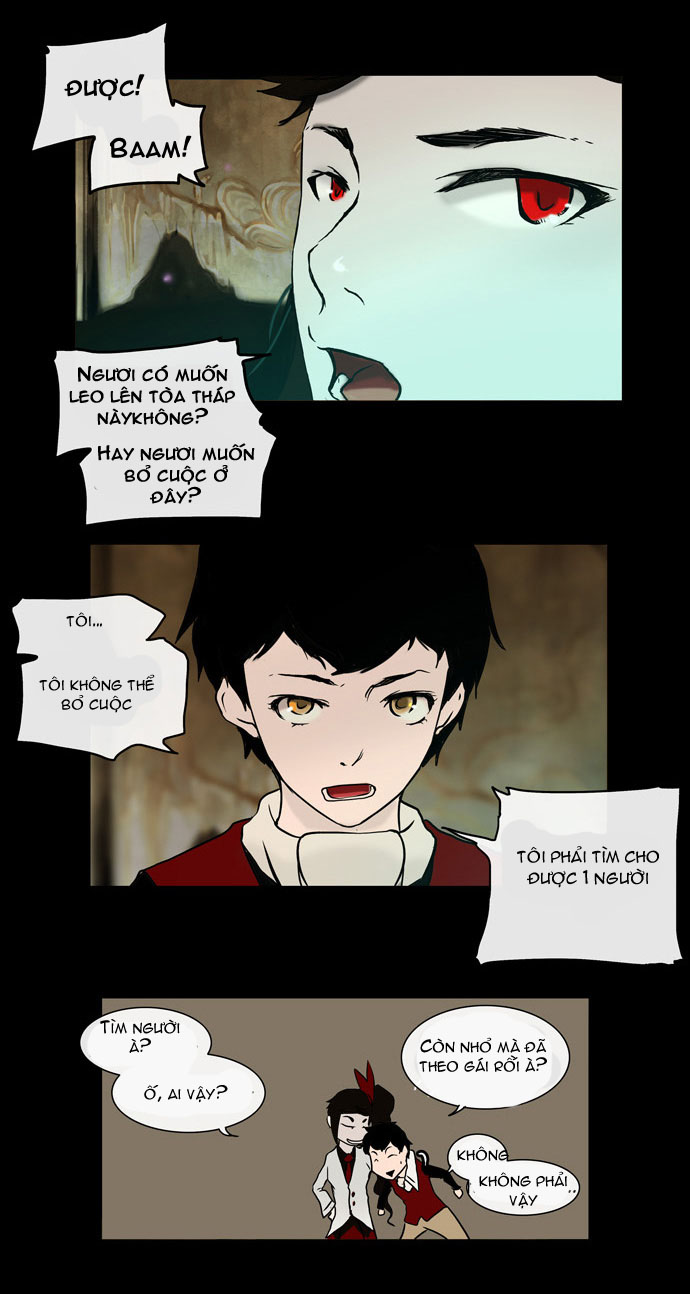 ĐƯỢC!
BAAM!
NGƯƠI CÓ MUỐN
LEO LÊN TÒA THÁP
NÀYKHÔNG?
HAY NGƯƠI MUỐN
BỎ CUỘC Ở
ĐÂY?
TÔI...
TÔI KHÔNG THỂ
BỎ CUỘC
TÔI PHẢI TÌM CHO
ĐƯỢC 1 NGƯỜI
TÌM NGƯỜI
À?
Ố, AI VẬY?
CÒN NHỎ MÀ ĐÃ
THEO GÁI RỒI À?
KHÔNG
KHÔNG PHẢI
VẬY